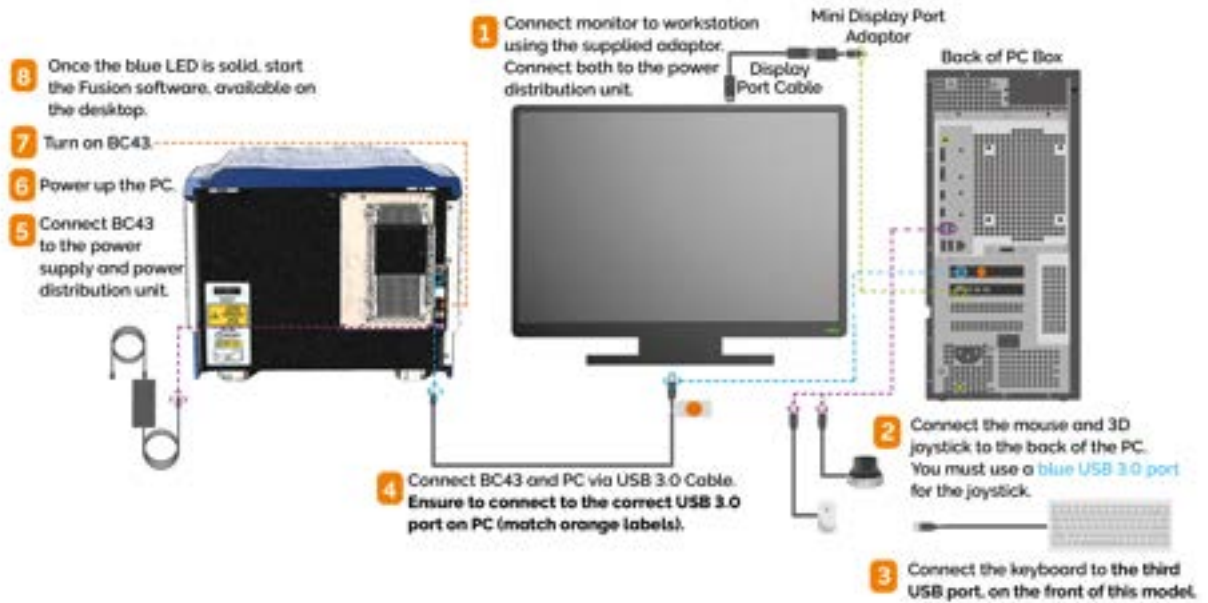 1
Connect monitor to workstation
using the supplied adaptor.
Connect both to the power
distribution unit.
Mini Display Port
Adaptor
Display
Port Cable
Back of PC Box
8
Once the blue LED is solid, start
the Fusion software, available on
the desktop.
7
Turn on BC43.
6
Power up the PC.
5
Connect BC43
to the power
supply and power
distribution unit.
4
Connect BC43 and PC via USB 3.0 Cable.
Ensure to connect to the correct USB 3.0
port on PC (match orange labels).
2
Connect the mouse and 3D
joystick to the back of the PC.
You must use a blue USB 3.0 port
for the joystick.
3
Connect the keyboard to the third
USB port, on the front of this model.